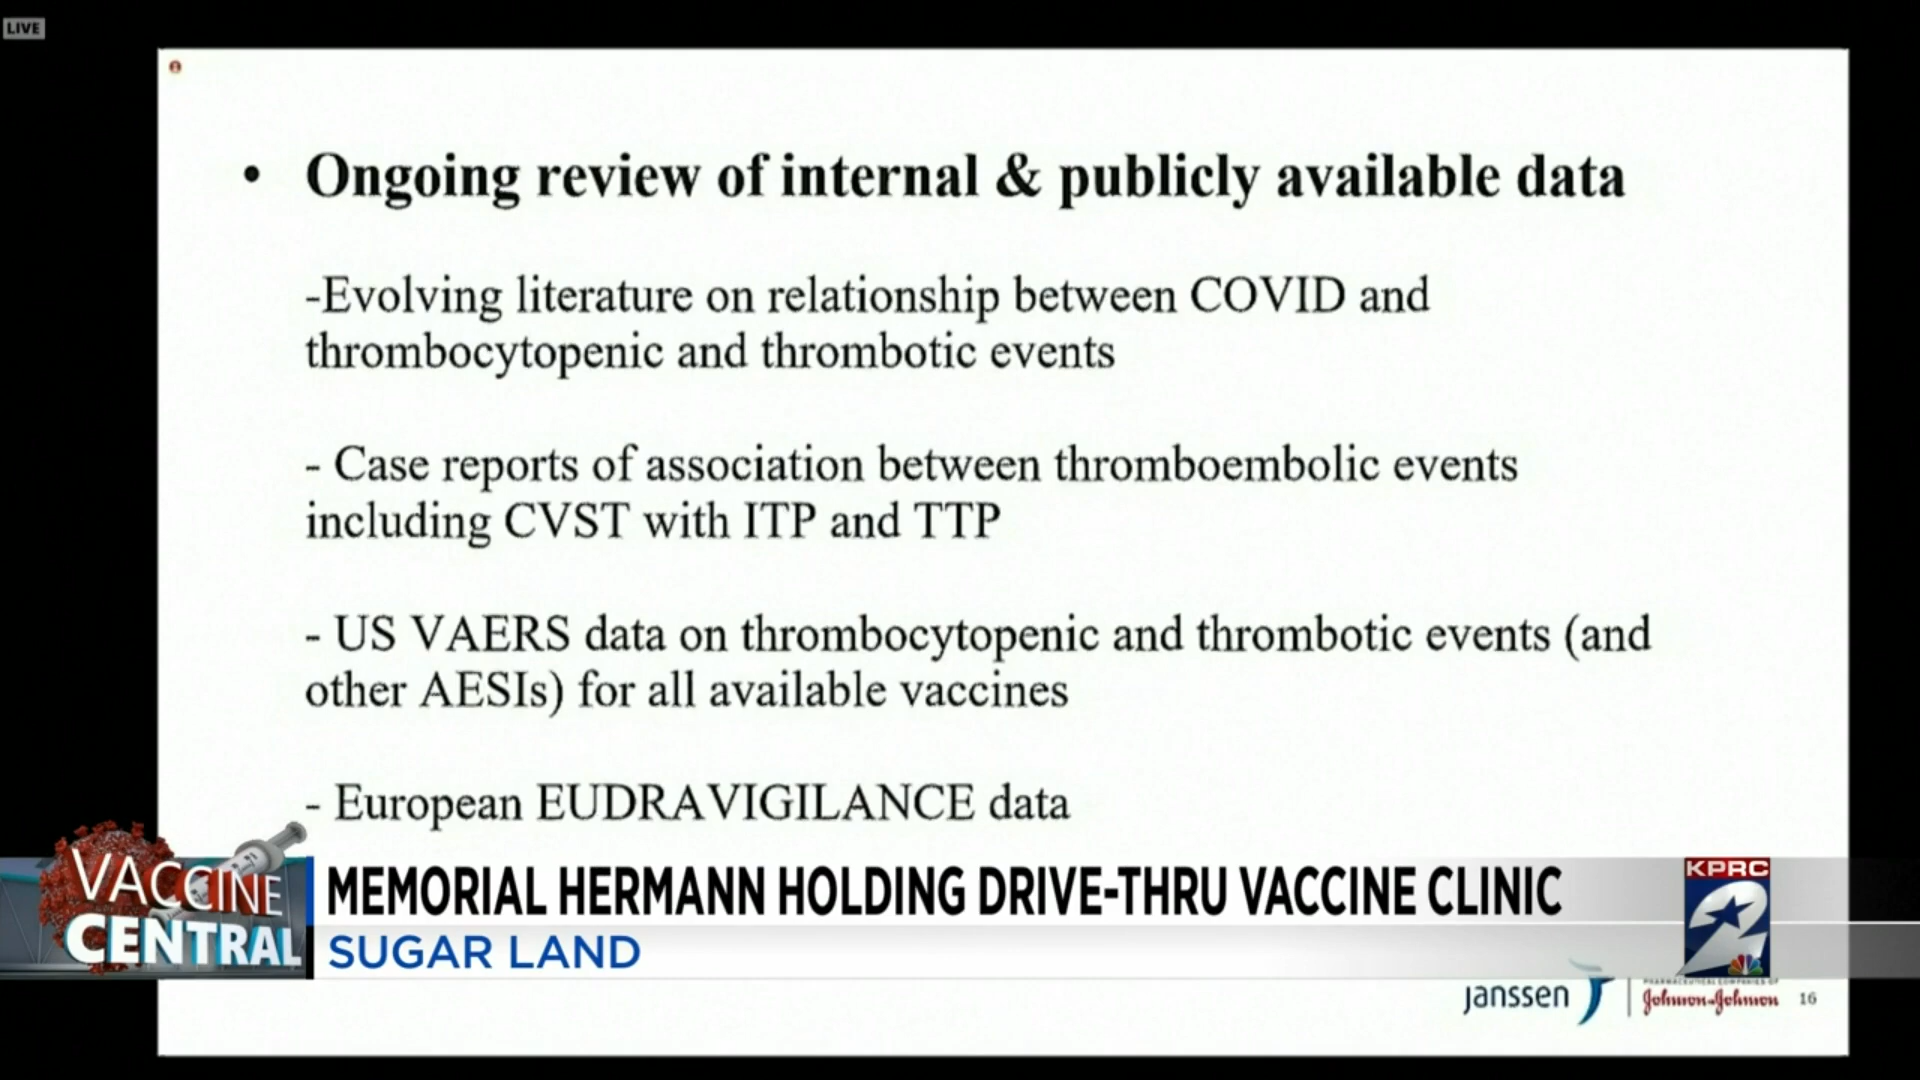 LIVE
• Ongoing review of internal & publicly available data
-Evolving literature on relationship between COVID and
thrombocytopenic and thrombotic events
- Case reports of association between thromboembolic events
including CVST with ITP and TTP
- US VAERS data on thrombocytopenic and thrombotic events (and
other AESIs) for all available vaccines
- European EUDRAVIGILANCE data
VACCINE
CENTRAL
MEMORIAL HERMANN HOLDING DRIVE-THRU VACCINE CLINIC
SUGAR LAND
KPRC
2
janssen
PHARMACEUTICAL COMPANIES OF
Johnson & Johnson
16